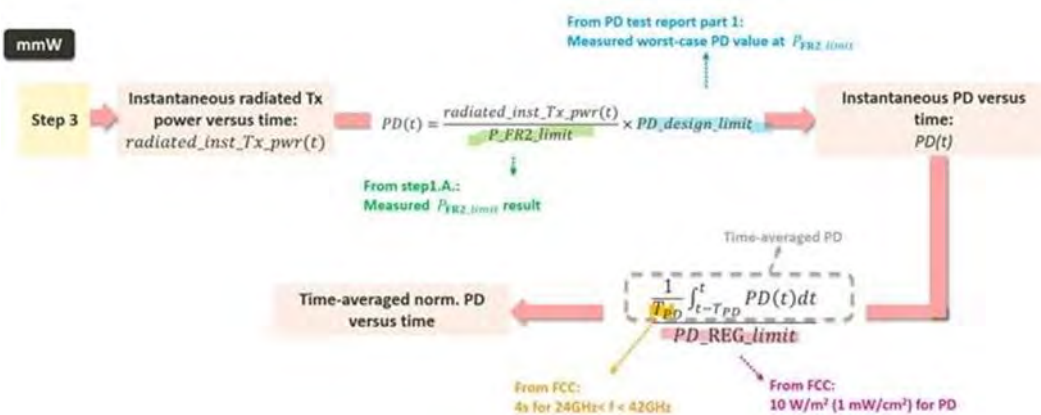 From PD test report part 1:
Measured worst-case PD value at P_FR2_limit
mmW
Step 3
Instantaneous radiated Tx
power versus time:
radiated_inst_Tx_pwr(t)
PD(t) = radiated_inst_Tx_pwr(t) / P_FR2_limit × PD_design_limit
Instantaneous PD versus
time:
PD(t)
From step1.A.:
Measured P_FR2_limit result
Time-averaged PD
Time-averaged norm. PD
versus time
1/T_PD ∫_{t-T_PD}^{t} PD(t)dt
PD_REG_limit
From FCC:
4s for 24GHz< f < 42GHz
From FCC:
10 W/m² (1 mW/cm²) for PD